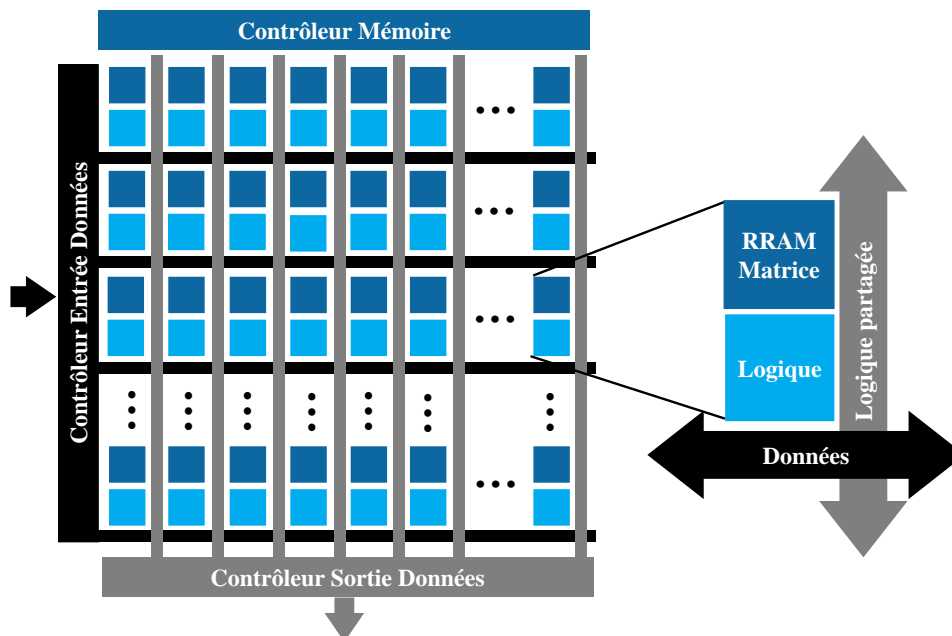 Contrôleur Mémoire
Contrôleur Entrée Données
RRAM
Matrice
Logique
Logique partagée
Données
Contrôleur Sortie Données